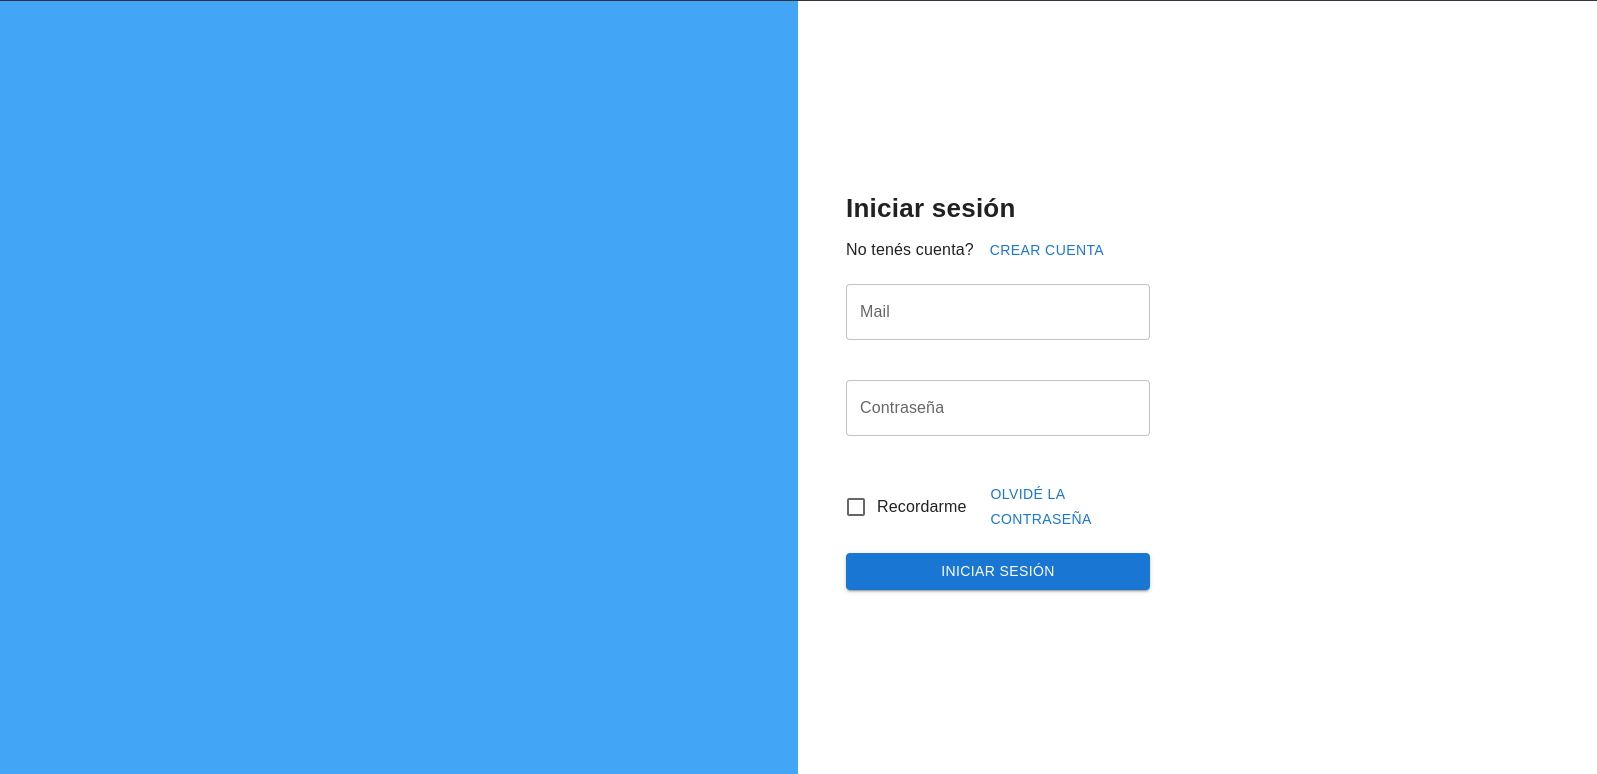 Iniciar sesión
No tenés cuenta? CREAR CUENTA
Mail
Contraseña
Recordarme
OLVIDÉ LA
CONTRASEÑA
INICIAR SESIÓN